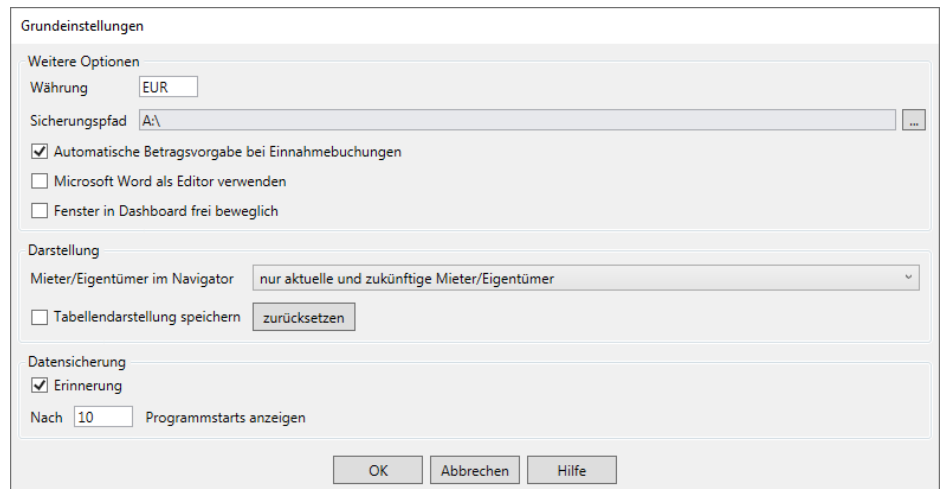 Grundeinstellungen
Weitere Optionen
Währung EUR
Sicherungspfad A:\ ...
Automatische Betragsvorgabe bei Einnahmebuchungen
Microsoft Word als Editor verwenden
Fenster in Dashboard frei beweglich
Darstellung
Mieter/Eigentümer im Navigator nur aktuelle und zukünftige Mieter/Eigentümer
Tabellendarstellung speichern zurücksetzen
Datensicherung
Erinnerung
Nach 10 Programmstarts anzeigen
OK Abbrechen Hilfe